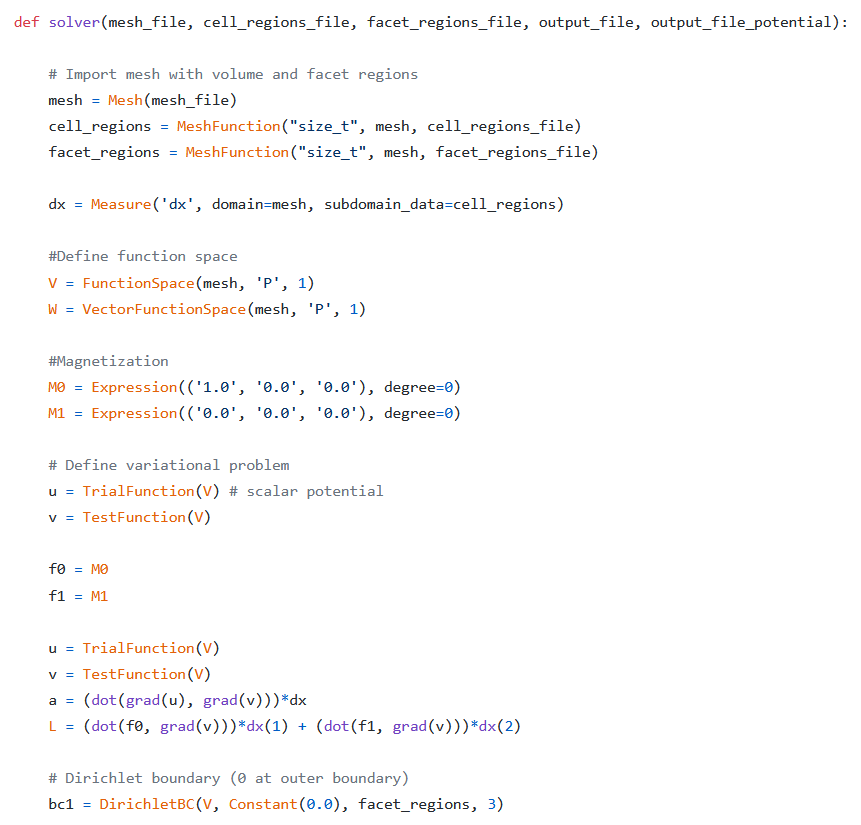 def solver(mesh_file, cell_regions_file, facet_regions_file, output_file, output_file_potential):
# Import mesh with volume and facet regions
mesh = Mesh(mesh_file)
cell_regions = MeshFunction("size_t", mesh, cell_regions_file)
facet_regions = MeshFunction("size_t", mesh, facet_regions_file)
dx = Measure('dx', domain=mesh, subdomain_data=cell_regions)
#Define function space
V = FunctionSpace(mesh, 'P', 1)
W = VectorFunctionSpace(mesh, 'P', 1)
#Magnetization
M0 = Expression(('1.0', '0.0', '0.0'), degree=0)
M1 = Expression(('0.0', '0.0', '0.0'), degree=0)
# Define variational problem
u = TrialFunction(V) # scalar potential
v = TestFunction(V)
f0 = M0
f1 = M1
u = TrialFunction(V)
v = TestFunction(V)
a = (dot(grad(u), grad(v)))*dx
L = (dot(f0, grad(v)))*dx(1) + (dot(f1, grad(v)))*dx(2)
# Dirichlet boundary (0 at outer boundary)
bc1 = DirichletBC(V, Constant(0.0), facet_regions, 3)